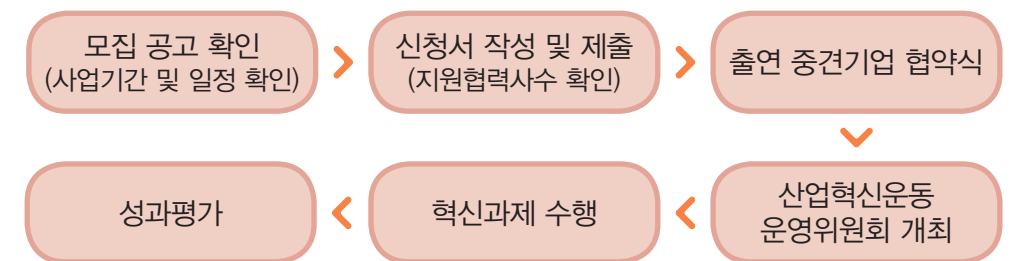 모집 공고 확인
(사업기간 및 일정 확인)
신청서 작성 및 제출
(지원협력사수 확인)
출연 중견기업 협약식
산업혁신운동
운영위원회 개최
혁신과제 수행
성과평가